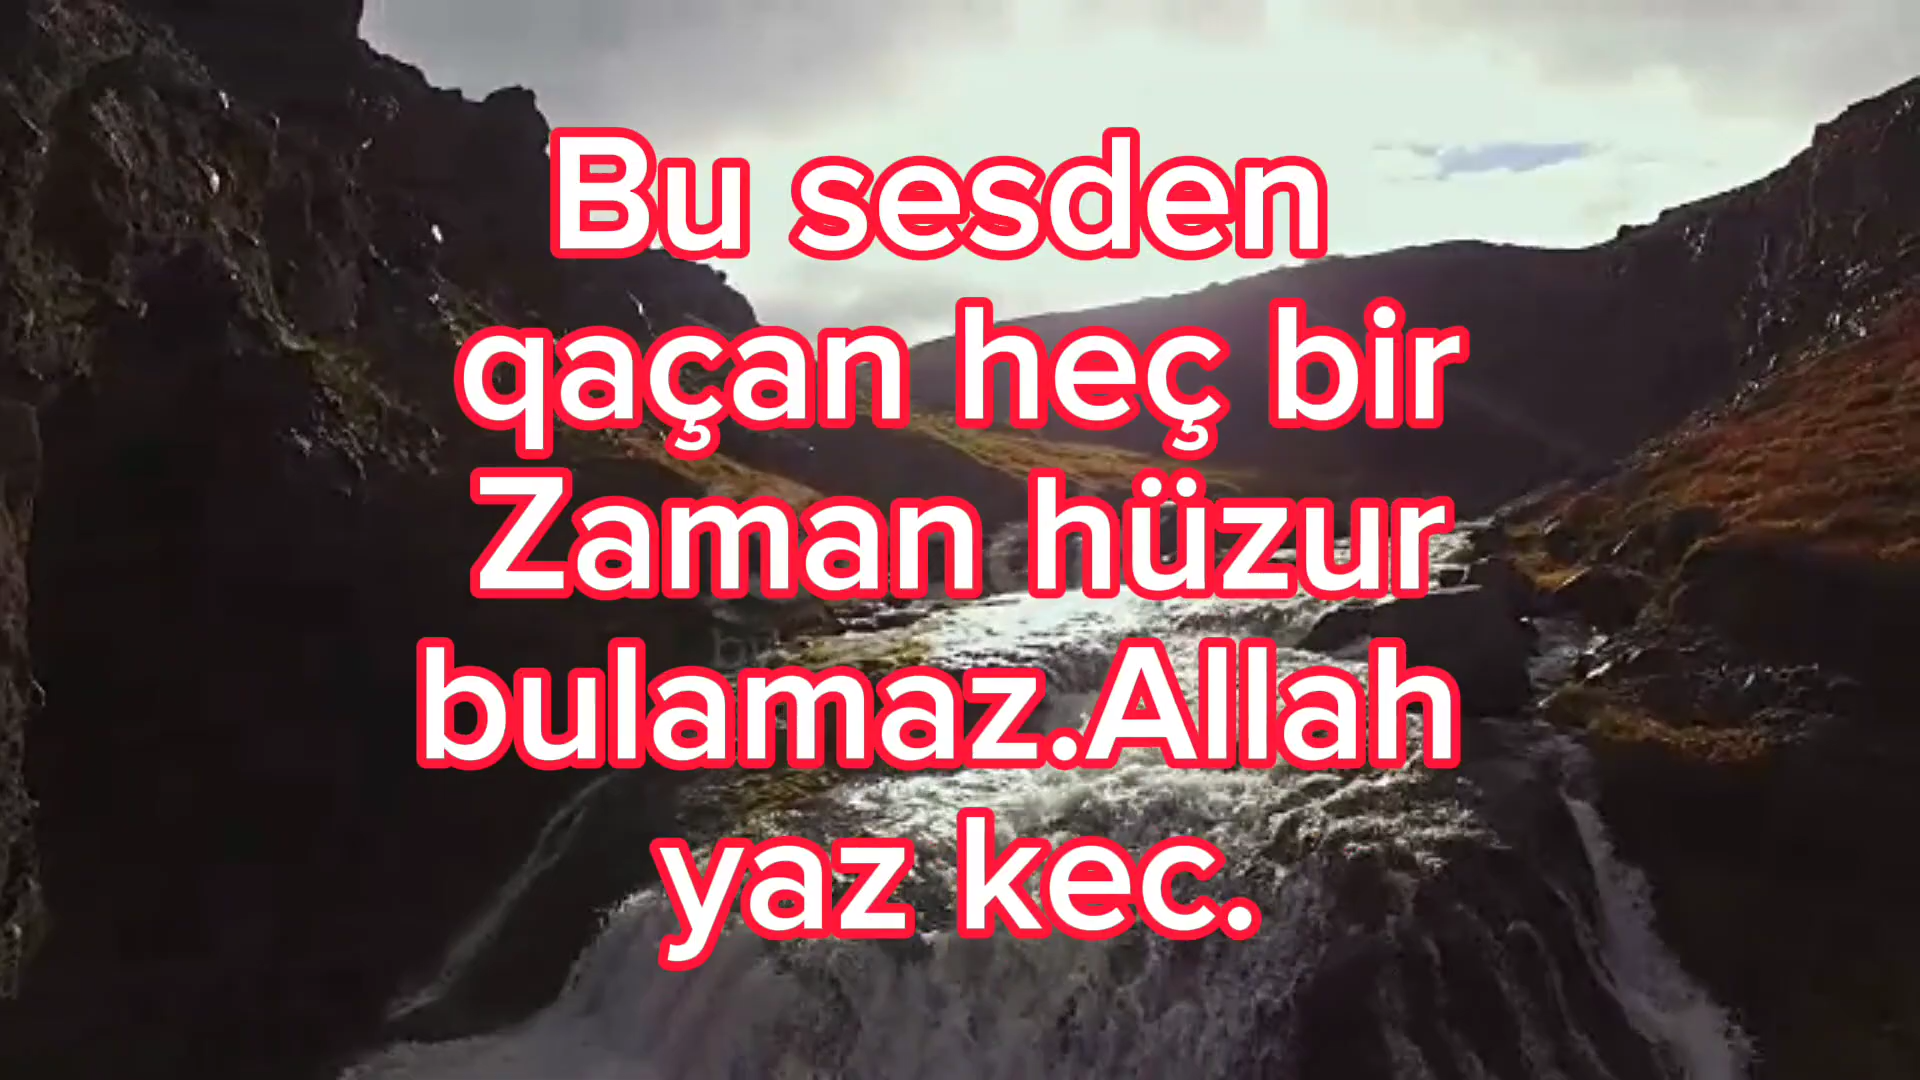 Bu sesden
qaçan heç bir
Zaman hüzur
bulamaz.Allah
yaz kec.